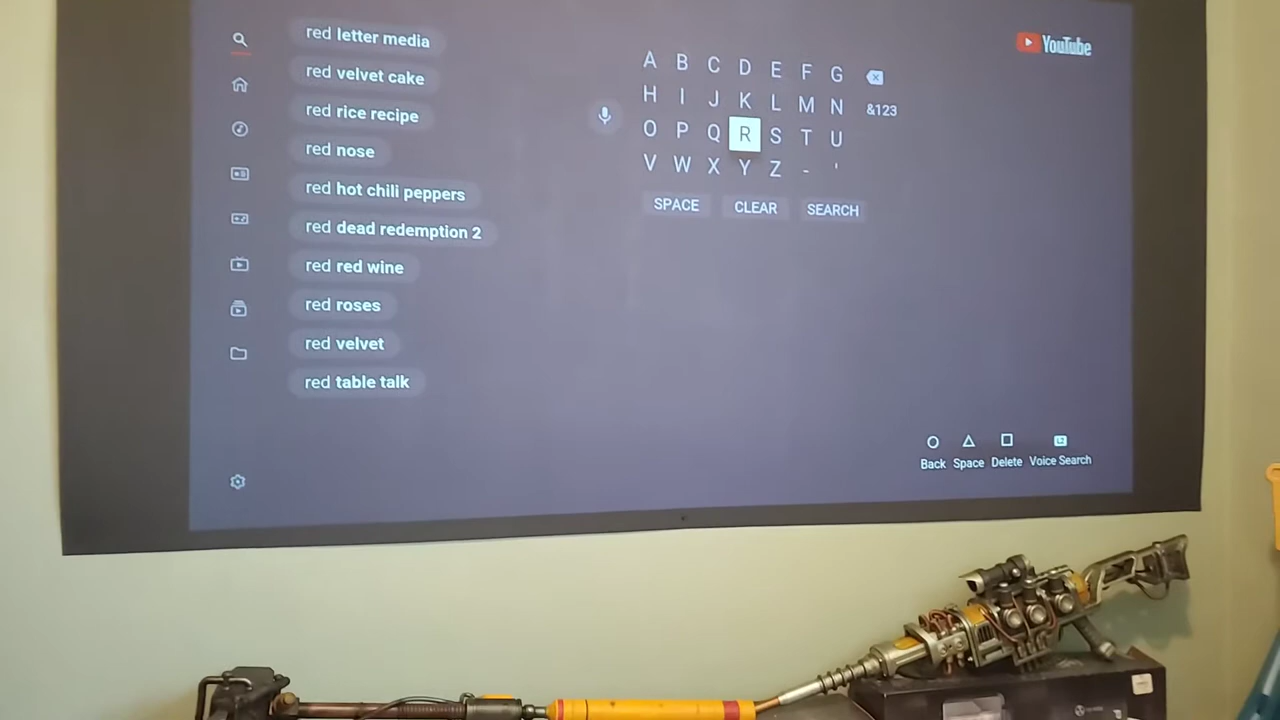 red letter media
red velvet cake
red rice recipe
red nose
red hot chili peppers
red dead redemption 2
red red wine
red roses
red velvet
red table talk
A B C D E F G
H I J K L M N &123
O P Q R S T U
V W X Y Z - '
SPACE CLEAR SEARCH
YouTube
Back Space Delete Voice Search